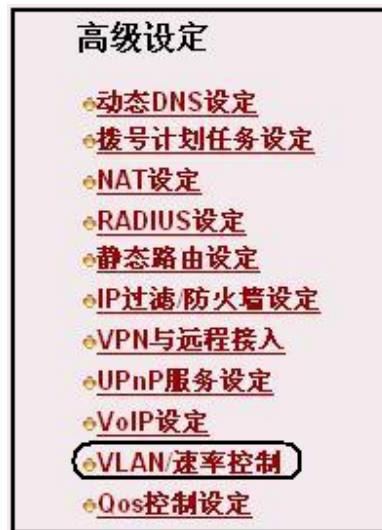 高级设定
动态DNS设定
拨号计划任务设定
NAT设定
RADIUS设定
静态路由设定
IP过滤/防火墙设定
VPN与远程接入
UPnP服务设定
VoIP设定
VLAN/速率控制
Qos控制设定